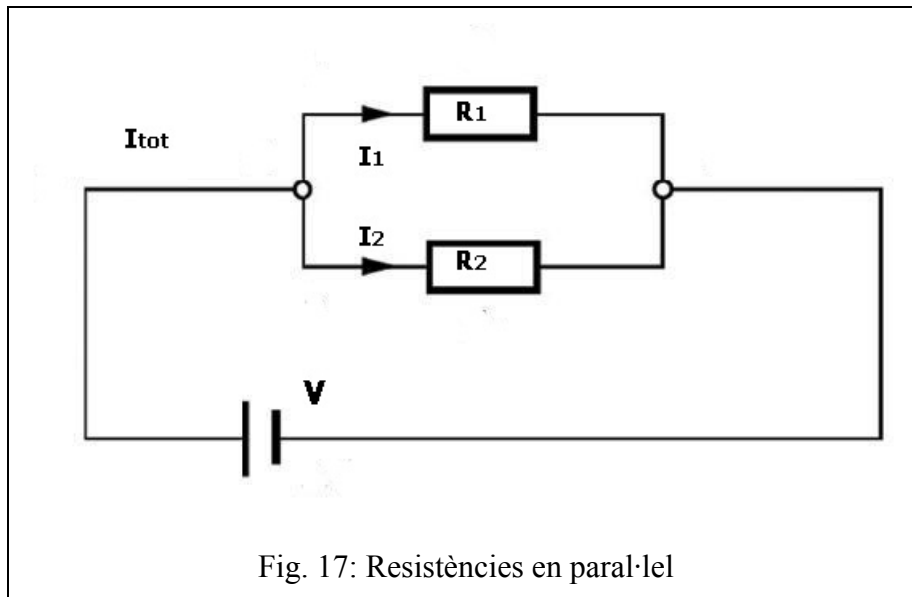 R1
Itot
I1
I2
R2
V
Fig. 17: Resistències en paral·lel